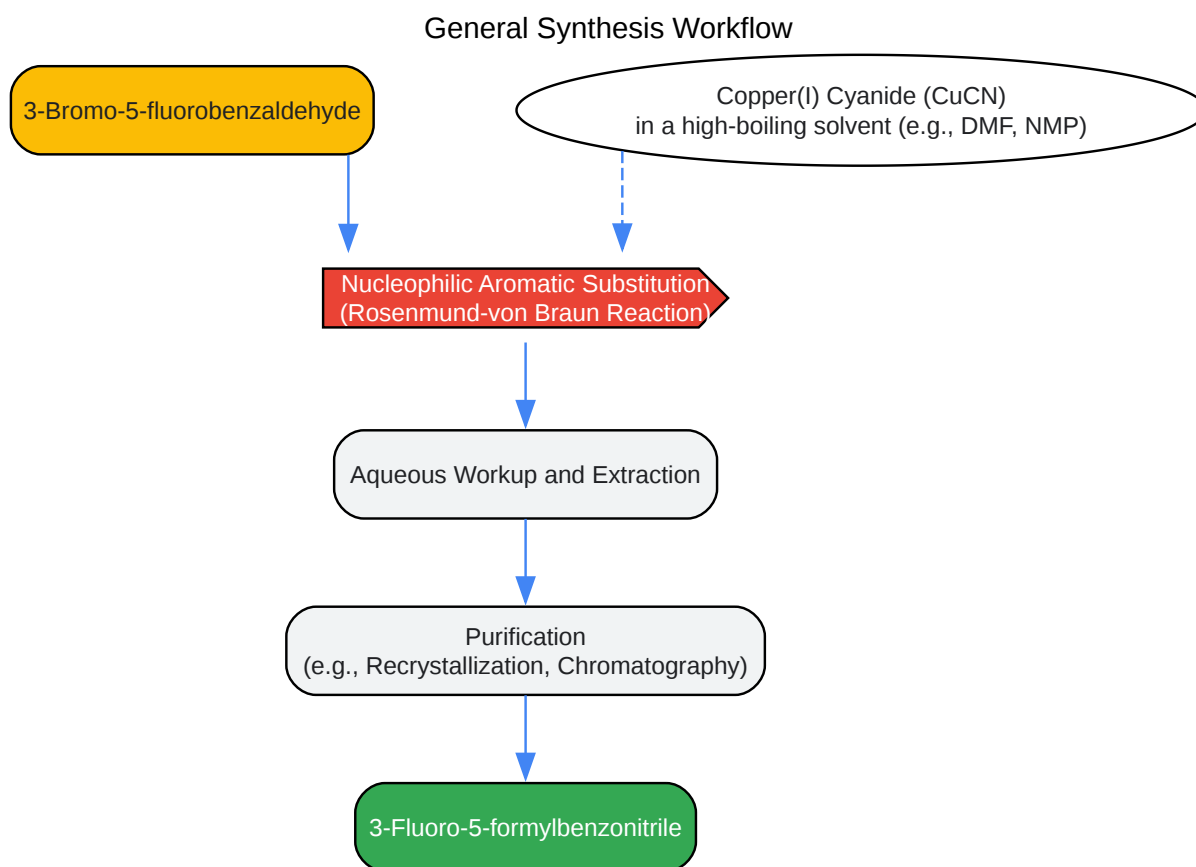 General Synthesis Workflow
3-Bromo-5-fluorobenzaldehyde
Copper(I) Cyanide (CuCN)
in a high-boiling solvent (e.g., DMF, NMP)
Nucleophilic Aromatic Substitution
(Rosenmund-von Braun Reaction)
Aqueous Workup and Extraction
Purification
(e.g., Recrystallization, Chromatography)
3-Fluoro-5-formylbenzonitrile